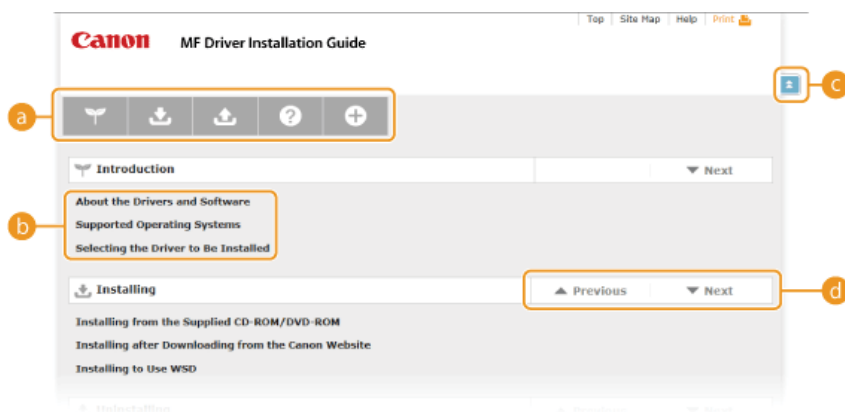 Top Site Map Help Print
Canon MF Driver Installation Guide
c
a
Introduction Next
About the Drivers and Software
b
Supported Operating Systems
Selecting the Driver to Be Installed
Installing Previous Next
d
Installing from the Supplied CD-ROM/DVD-ROM
Installing after Downloading from the Canon Website
Installing to Use WSD